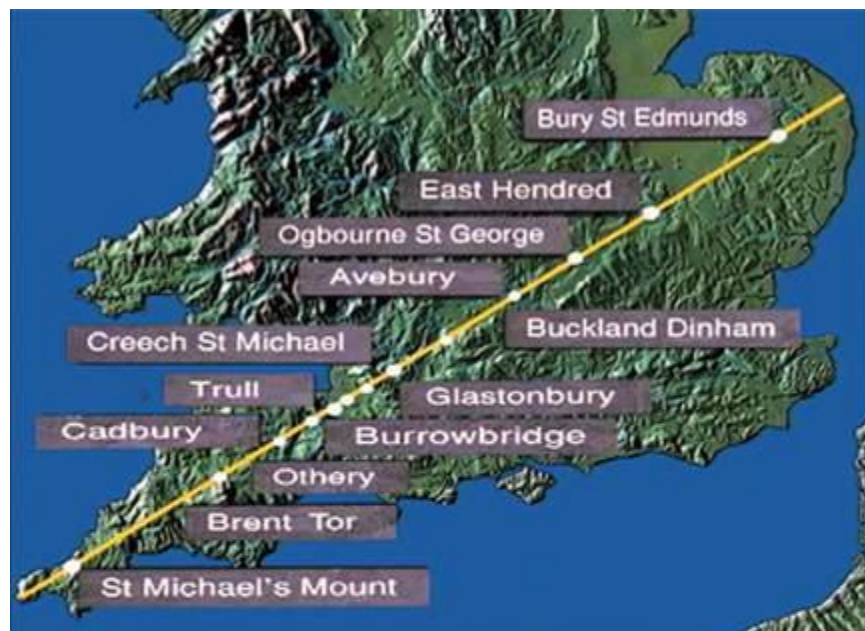 Bury St Edmunds
East Hendred
Ogbourne St George
Avebury
Buckland Dinham
Creech St Michael
Trull
Glastonbury
Cadbury
Burrowbridge
Othery
Brent Tor
St Michael's Mount